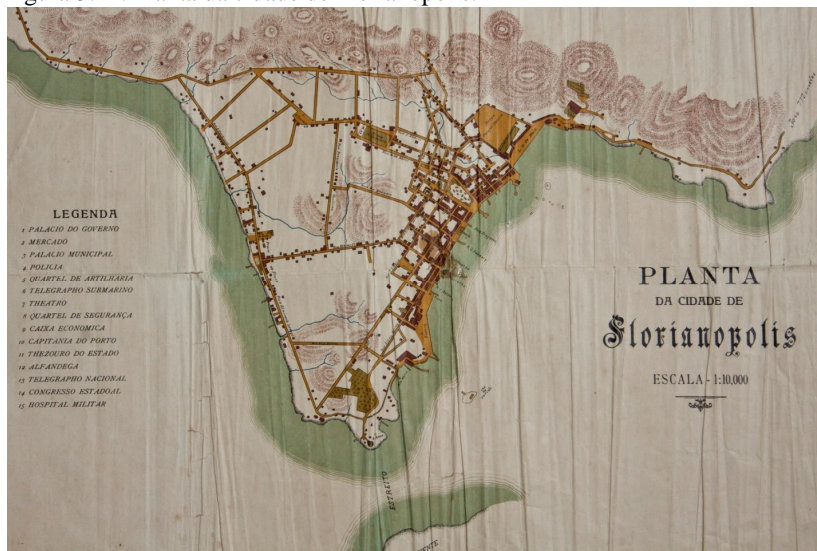 LEGENDA
1 PALACIO DO GOVERNO
2 MERCADO
3 PALACIO MUNICIPAL
4 POLICIA
5 QUARTEL DE ARTILHARIA
6 TELEGRAPHO SUBMARINO
7 THEATRO
8 QUARTEL DE SEGURANÇA
9 CAIXA ECONOMICA
10 CAPITANIA DO PORTO
11 THEZOURO DO ESTADO
12 ALFANDEGA
13 TELEGRAPHO NACIONAL
14 CONGRESSO ESTADOAL
15 HOSPITAL MILITAR
PLANTA
DA CIDADE DE
Florianopolis
ESCALA - 1:10,000
ESTREITO